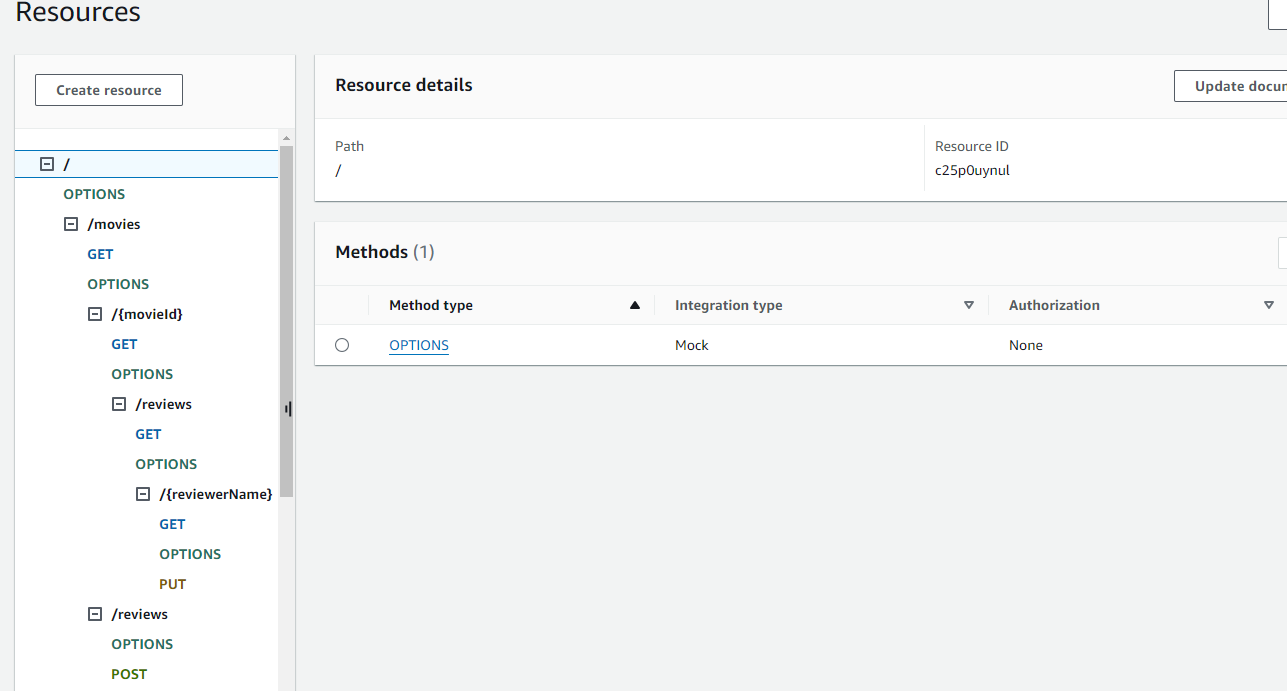 Resources
Create resource
/
OPTIONS
/movies
GET
OPTIONS
/{movieId}
GET
OPTIONS
/reviews
GET
OPTIONS
/{reviewerName}
GET
OPTIONS
PUT
/reviews
OPTIONS
POST
Resource details
Update docu
Path
/
Resource ID
c25p0uynul
Methods (1)
Method type Integration type Authorization
OPTIONS Mock None